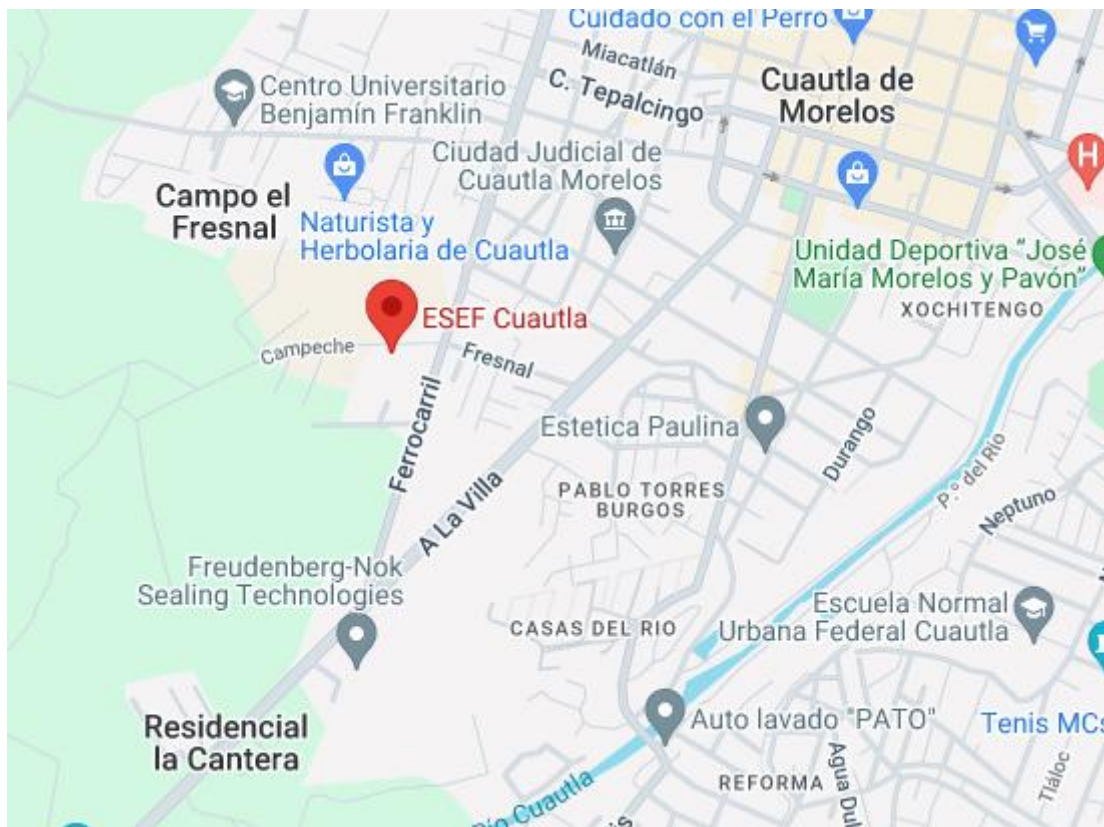 Cuidado con el Perro
Miacatlán
C. Tepalcingo
Cuautla de
Morelos
Centro Universitario
Benjamín Franklin
Ciudad Judicial de
Cuautla Morelos
H
Campo el
Fresnal
Naturista y
Herbolaria de Cuautla
Unidad Deportiva "José
María Morelos y Pavón"
XOCHITENGO
ESEF Cuautla
Campeche
Fresnal
Ferrocarril
Estetica Paulina
Durango
P.º del Rio
Neptuno
A La Villa
PABLO TORRES
BURGOS
Freudenberg-Nok
Sealing Technologies
CASAS DEL RIO
Escuela Normal
Urbana Federal Cuautla
Residencial
la Cantera
Auto lavado "PATO"
Tenis MCs
REFORMA
Agua Dul
Tláloc
Río Cuautla